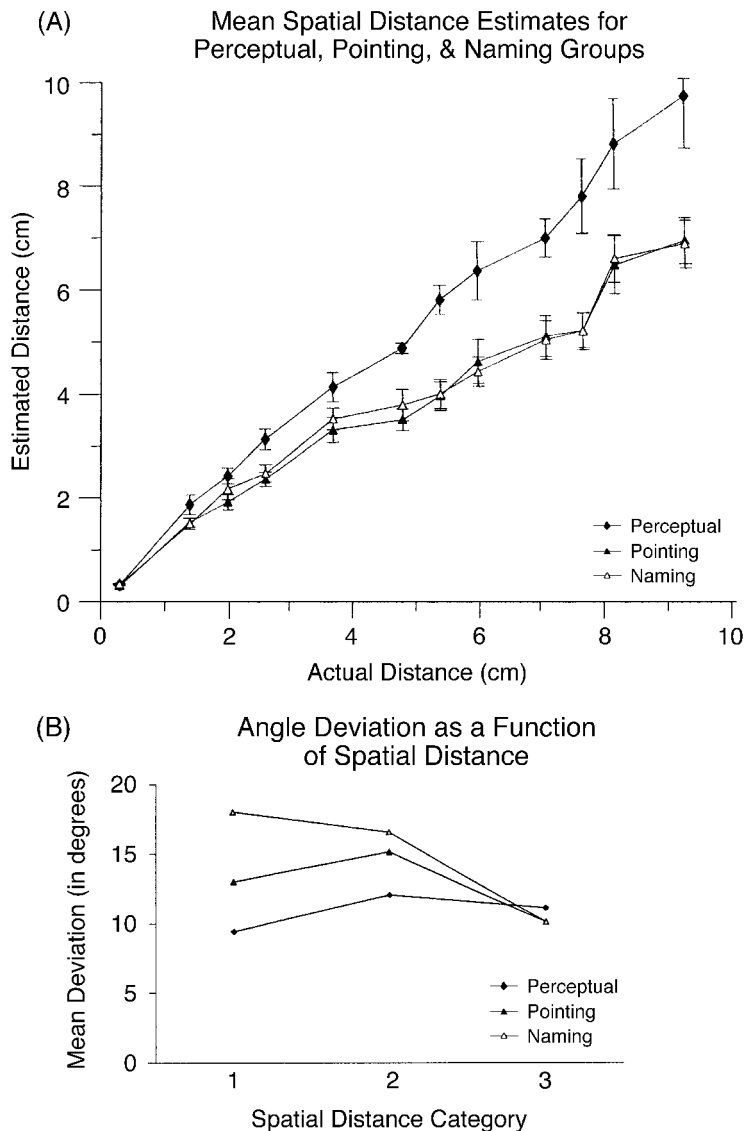 (A)
Mean Spatial Distance Estimates for
Perceptual, Pointing, & Naming Groups
10
8
6
4
2
0
Estimated Distance (cm)
Perceptual
Pointing
Naming
0 2 4 6 8 10
Actual Distance (cm)
(B)
Angle Deviation as a Function
of Spatial Distance
20
15
10
5
0
Mean Deviation (in degrees)
Perceptual
Pointing
Naming
1 2 3
Spatial Distance Category